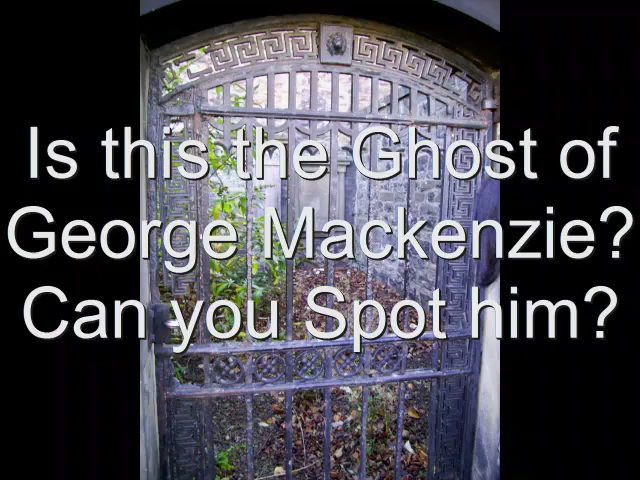 Is this the Ghost of
George Mackenzie?
Can you Spot him?